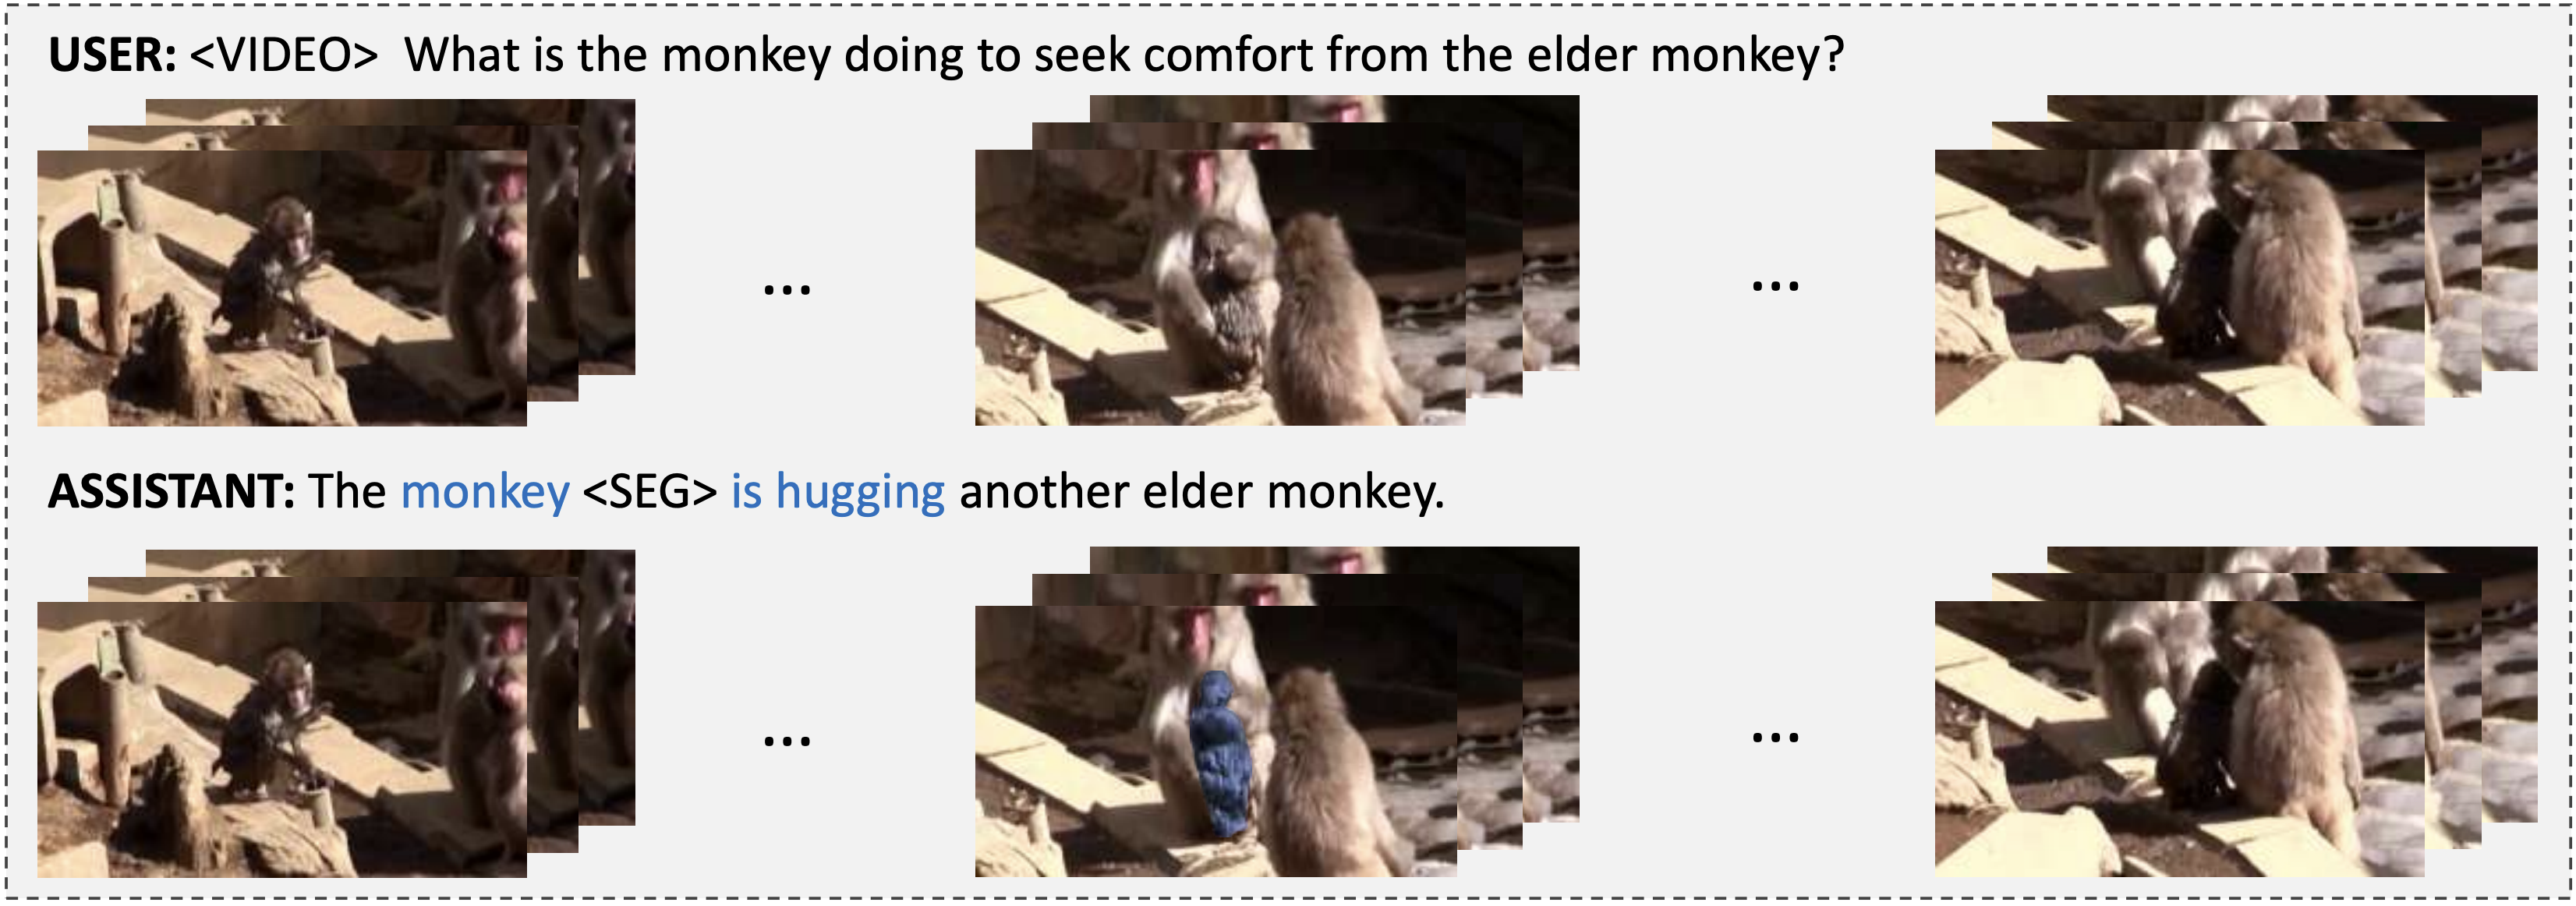 USER: <VIDEO> What is the monkey doing to seek comfort from the elder monkey?
... ...
ASSISTANT: The monkey <SEG> is hugging another elder monkey.
... ...